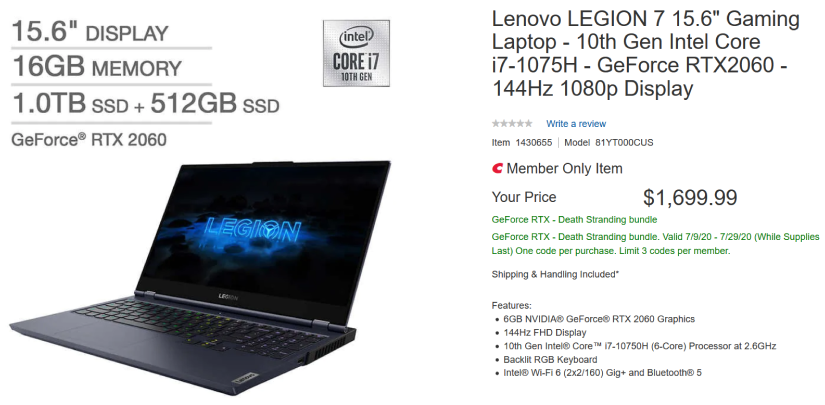 15.6" DISPLAY
16GB MEMORY
1.0TB SSD + 512GB SSD
GeForce® RTX 2060
intel
CORE i7
10TH GEN
LEGION
LEGION
Lenovo LEGION 7 15.6" Gaming
Laptop - 10th Gen Intel Core
i7-1075H - GeForce RTX2060 -
144Hz 1080p Display
Write a review
Item 1430655 | Model 81YT000CUS
Member Only Item
Your Price $1,699.99
GeForce RTX - Death Stranding bundle
GeForce RTX - Death Stranding bundle. Valid 7/9/20 - 7/29/20 (While Supplies
Last) One code per purchase. Limit 3 codes per member.
Shipping & Handling Included*
Features:
• 6GB NVIDIA® GeForce® RTX 2060 Graphics
• 144Hz FHD Display
• 10th Gen Intel® Core™ i7-10750H (6-Core) Processor at 2.6GHz
• Backlit RGB Keyboard
• Intel® Wi-Fi 6 (2x2/160) Gig+ and Bluetooth® 5